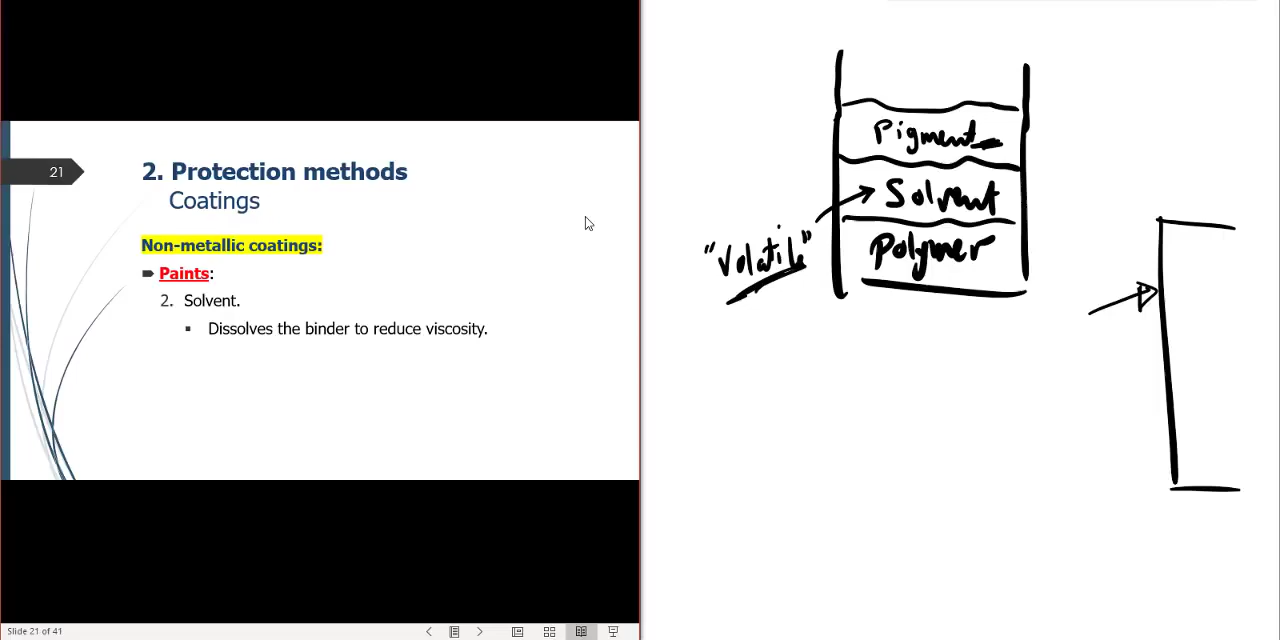 21
2. Protection methods
Coatings
Non-metallic coatings:
Paints:
2. Solvent.
▪ Dissolves the binder to reduce viscosity.
Slide 21 of 41
Pigment
Solvent
"Volatile"
Polymer